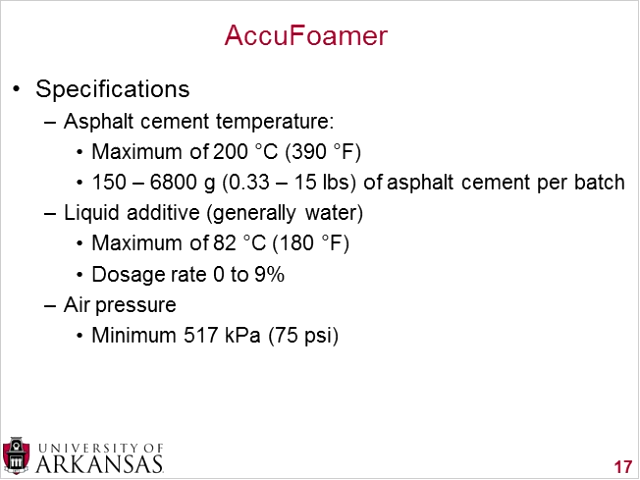 AccuFoamer
• Specifications
– Asphalt cement temperature:
• Maximum of 200 °C (390 °F)
• 150 – 6800 g (0.33 – 15 lbs) of asphalt cement per batch
– Liquid additive (generally water)
• Maximum of 82 °C (180 °F)
• Dosage rate 0 to 9%
– Air pressure
• Minimum 517 kPa (75 psi)
UNIVERSITY OF
ARKANSAS
17